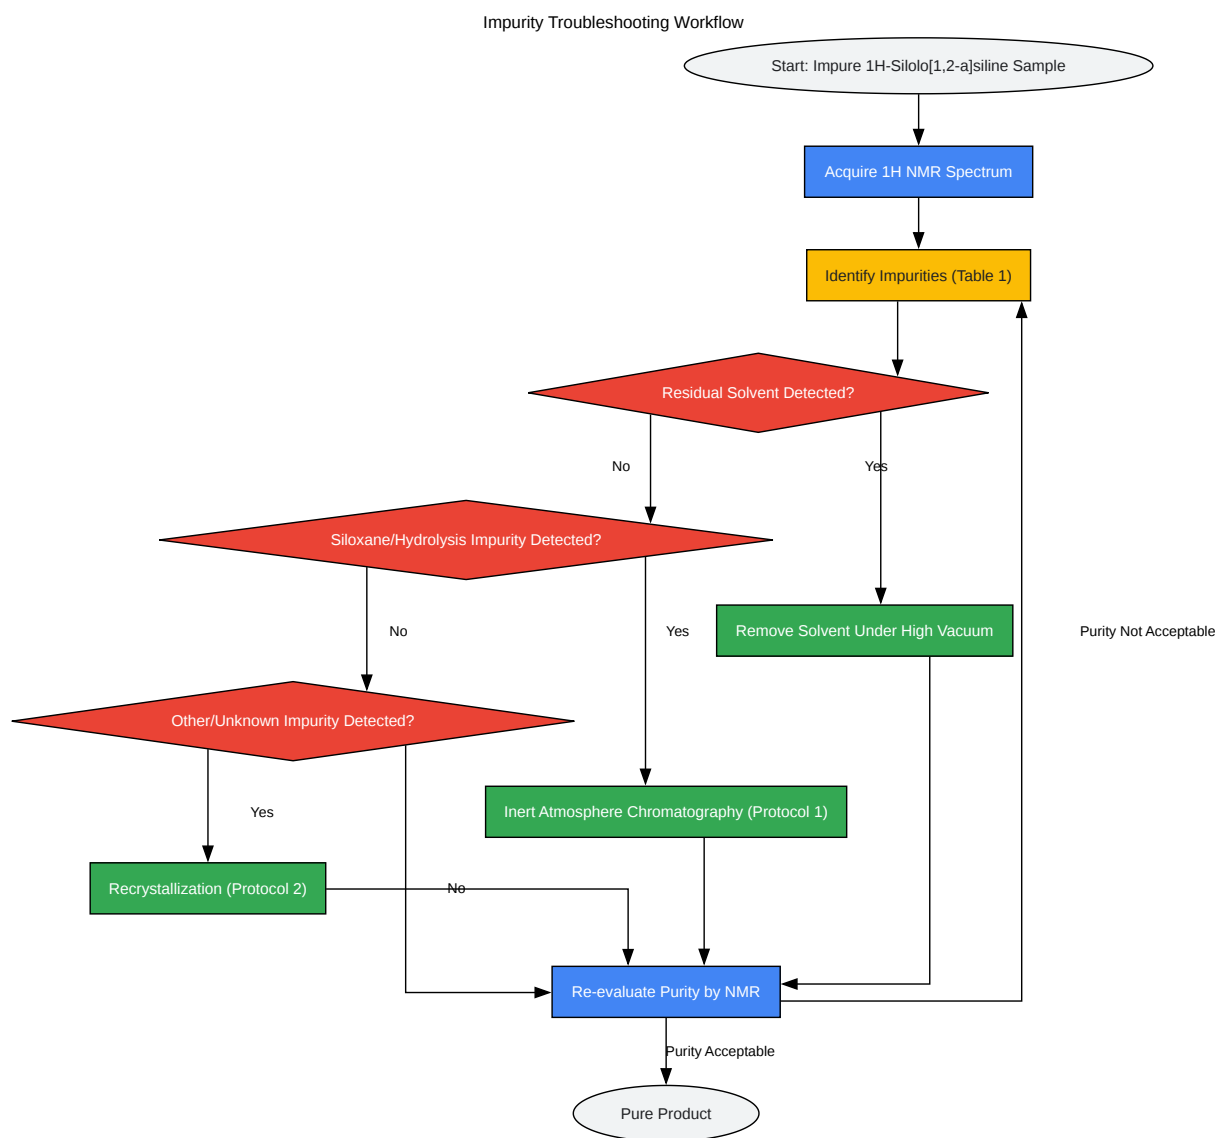 Impurity Troubleshooting Workflow
Start: Impure 1H-Silolo[1,2-a]siline Sample
Acquire 1H NMR Spectrum
Identify Impurities (Table 1)
Residual Solvent Detected?
No
Yes
Siloxane/Hydrolysis Impurity Detected?
No
Yes
Remove Solvent Under High Vacuum
Purity Not Acceptable
Other/Unknown Impurity Detected?
Yes
Inert Atmosphere Chromatography (Protocol 1)
Recrystallization (Protocol 2)
No
Re-evaluate Purity by NMR
Purity Acceptable
Pure Product